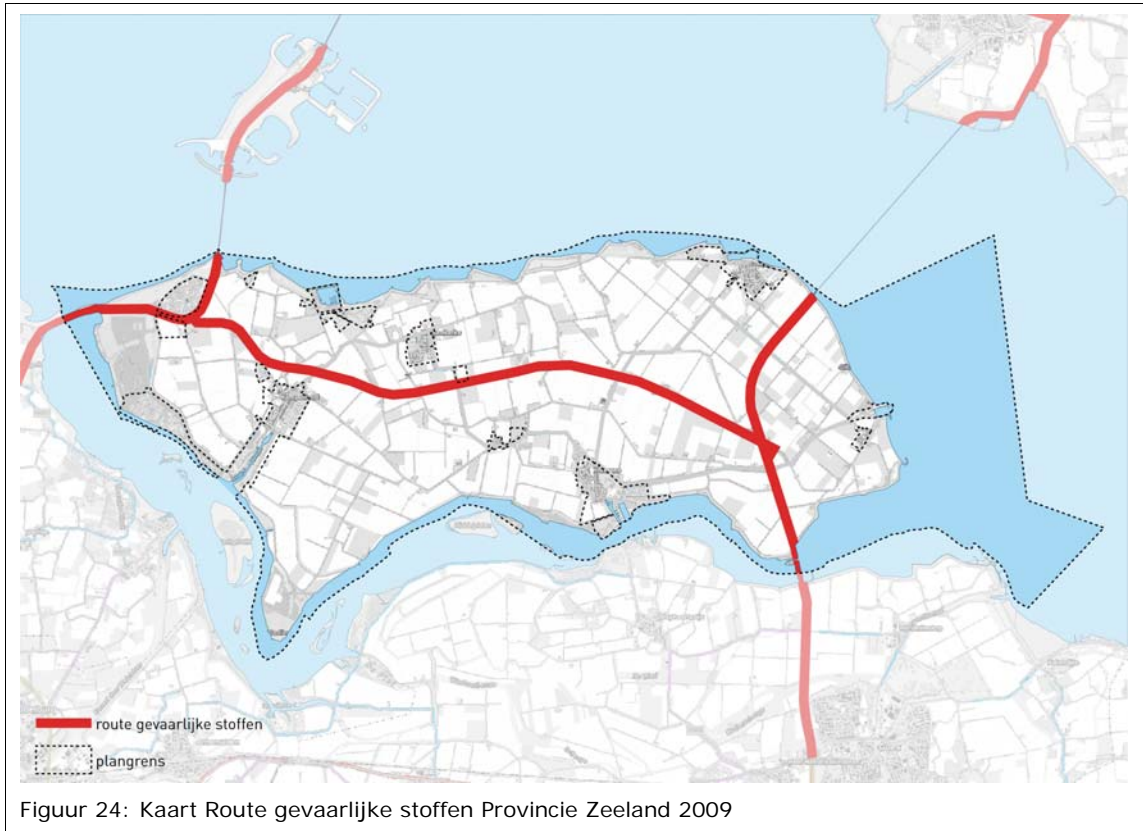 route gevaarlijke stoffen
plangrens
Figuur 24: Kaart Route gevaarlijke stoffen Provincie Zeeland 2009